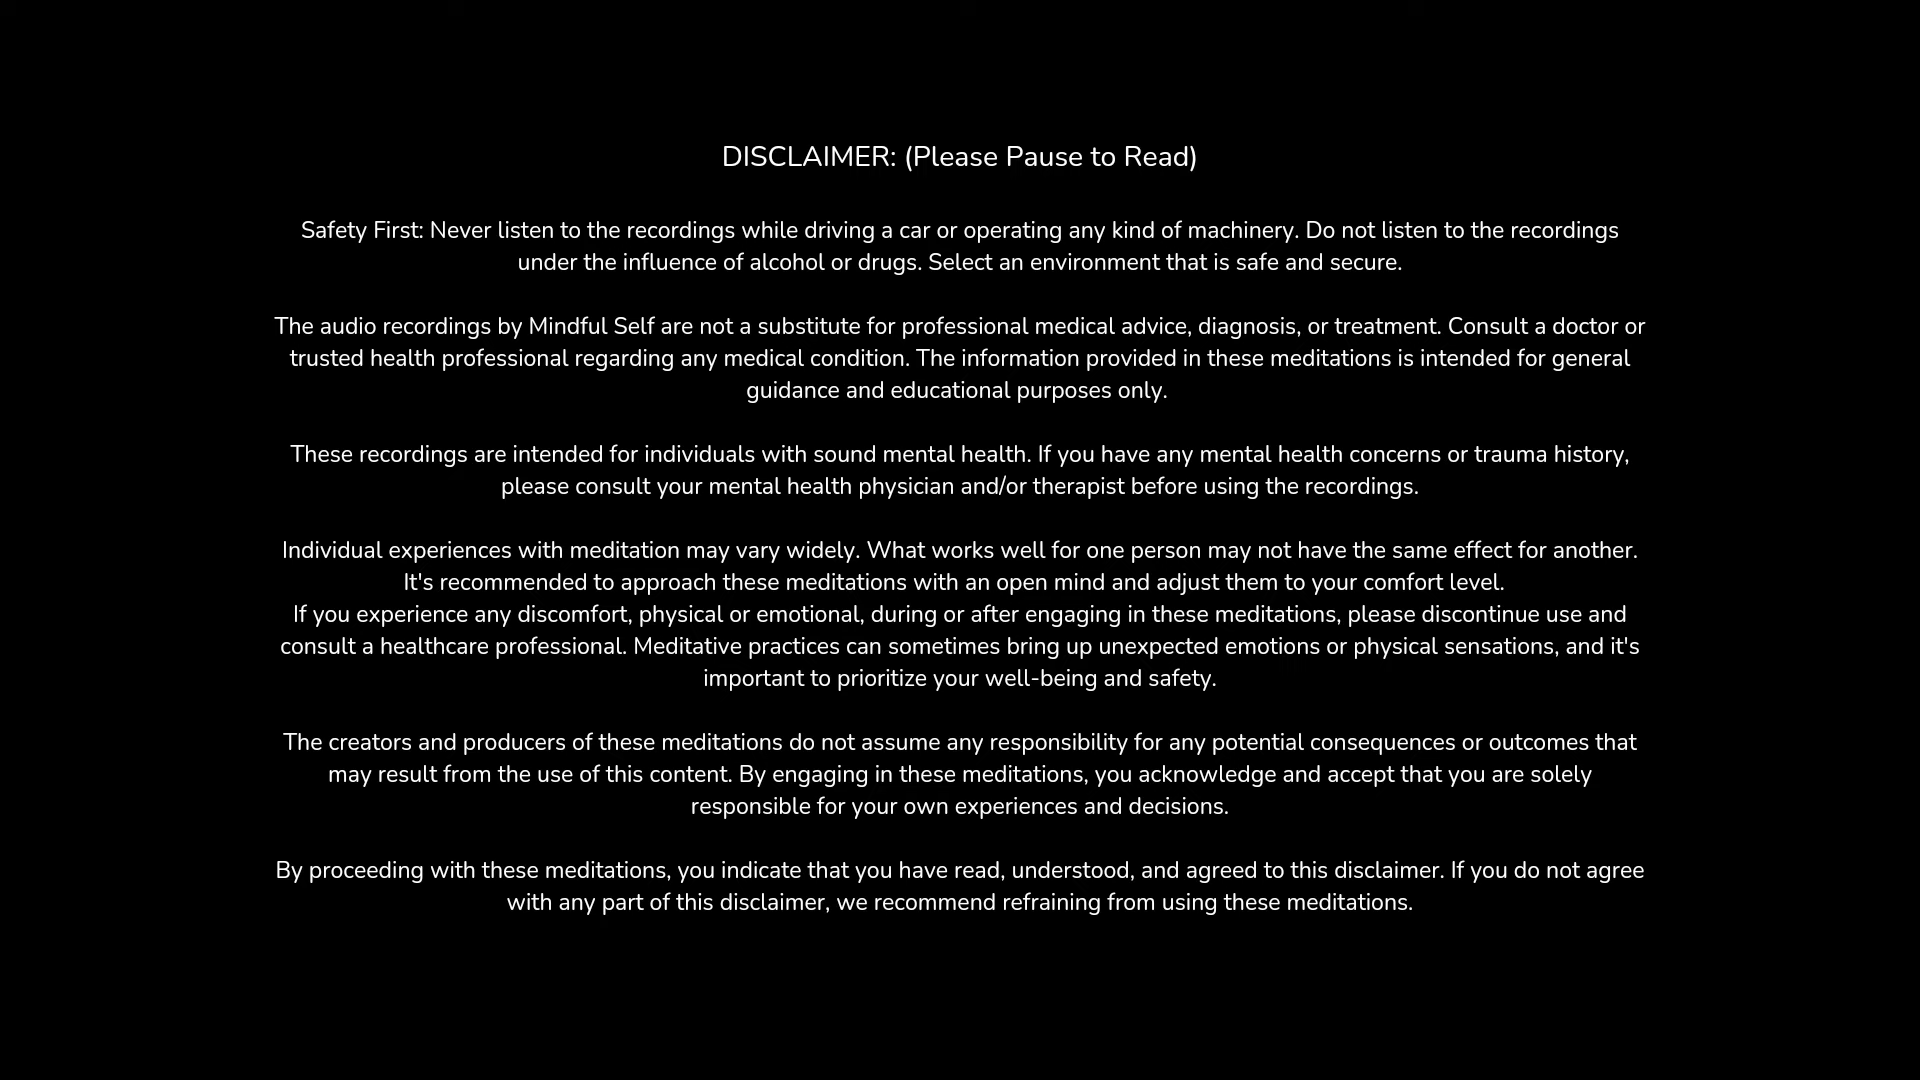 DISCLAIMER: (Please Pause to Read)
Safety First: Never listen to the recordings while driving a car or operating any kind of machinery. Do not listen to the recordings
under the influence of alcohol or drugs. Select an environment that is safe and secure.
The audio recordings by Mindful Self are not a substitute for professional medical advice, diagnosis, or treatment. Consult a doctor or
trusted health professional regarding any medical condition. The information provided in these meditations is intended for general
guidance and educational purposes only.
These recordings are intended for individuals with sound mental health. If you have any mental health concerns or trauma history,
please consult your mental health physician and/or therapist before using the recordings.
Individual experiences with meditation may vary widely. What works well for one person may not have the same effect for another.
It's recommended to approach these meditations with an open mind and adjust them to your comfort level.
If you experience any discomfort, physical or emotional, during or after engaging in these meditations, please discontinue use and
consult a healthcare professional. Meditative practices can sometimes bring up unexpected emotions or physical sensations, and it's
important to prioritize your well-being and safety.
The creators and producers of these meditations do not assume any responsibility for any potential consequences or outcomes that
may result from the use of this content. By engaging in these meditations, you acknowledge and accept that you are solely
responsible for your own experiences and decisions.
By proceeding with these meditations, you indicate that you have read, understood, and agreed to this disclaimer. If you do not agree
with any part of this disclaimer, we recommend refraining from using these meditations.